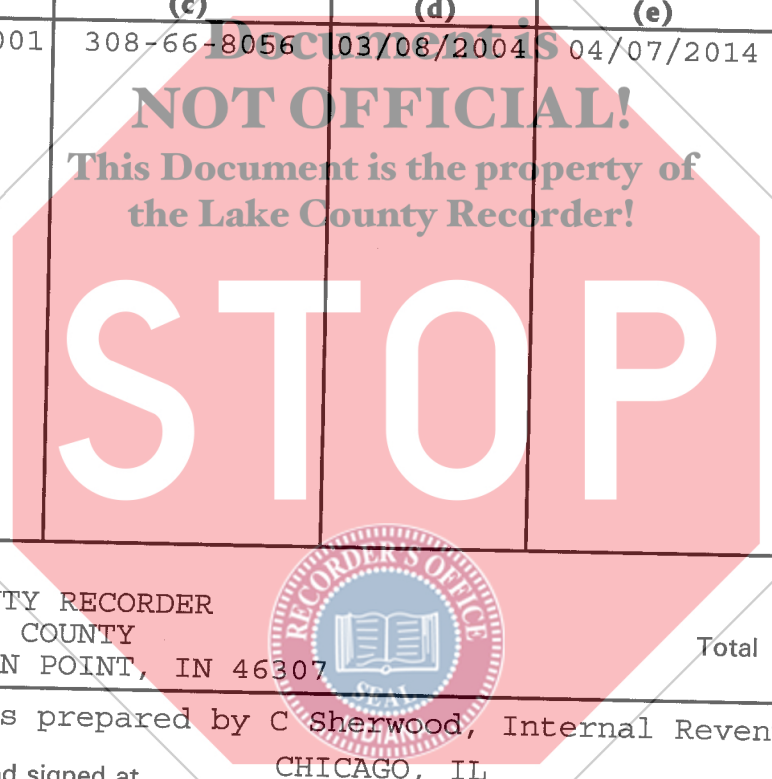 (c) (d) (e)
001 308-66-8056 03/08/2004 04/07/2014
Document is
NOT OFFICIAL!
This Document is the property of
the Lake County Recorder!
STOP
RECORDER'S OFFICE
SEAL
INDIANA
TY RECORDER
COUNTY
N POINT, IN 46307
Total
s prepared by C Sherwood, Internal Reven
d signed at CHICAGO, IL